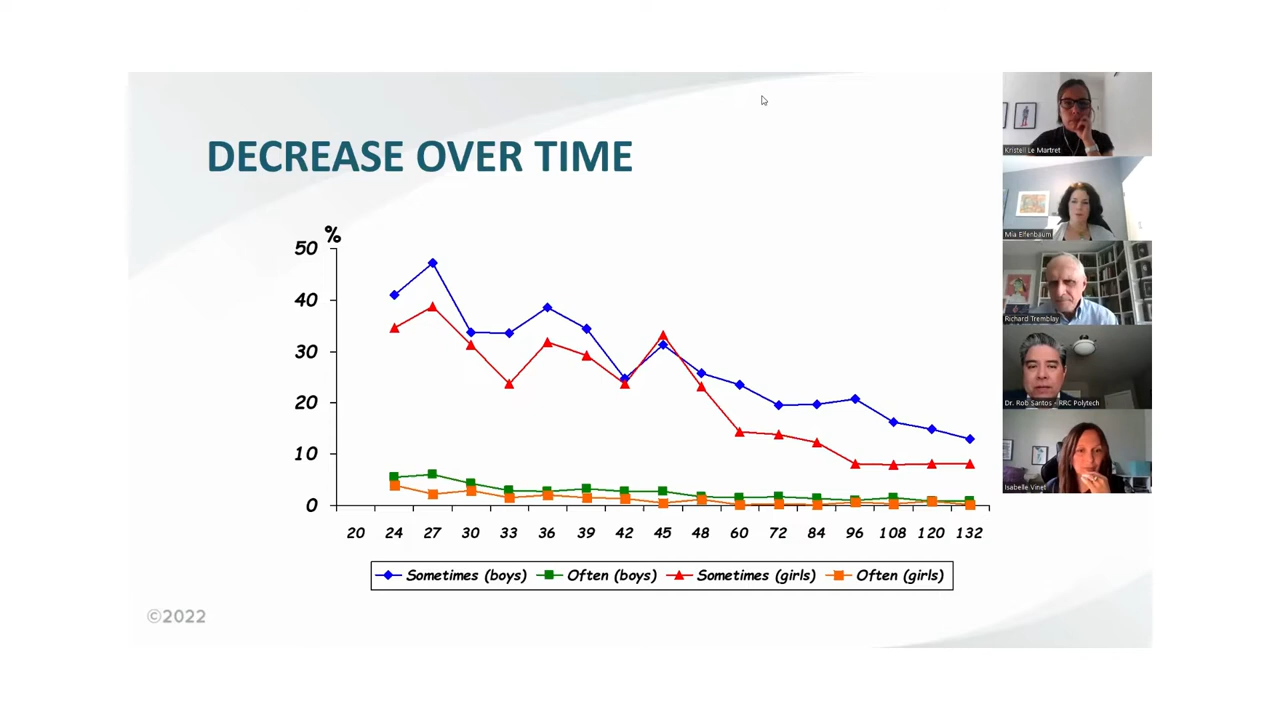 DECREASE OVER TIME
%
50
40
30
20
10
0
20 24 27 30 33 36 39 42 45 48 60 72 84 96 108 120 132
Sometimes (boys) Often (boys) Sometimes (girls) Often (girls)
©2022
Kristell Le Martret
Mia Elfenbaum
Richard Tremblay
Dr. Rob Santos - RRC Polytech
Isabelle Vinet